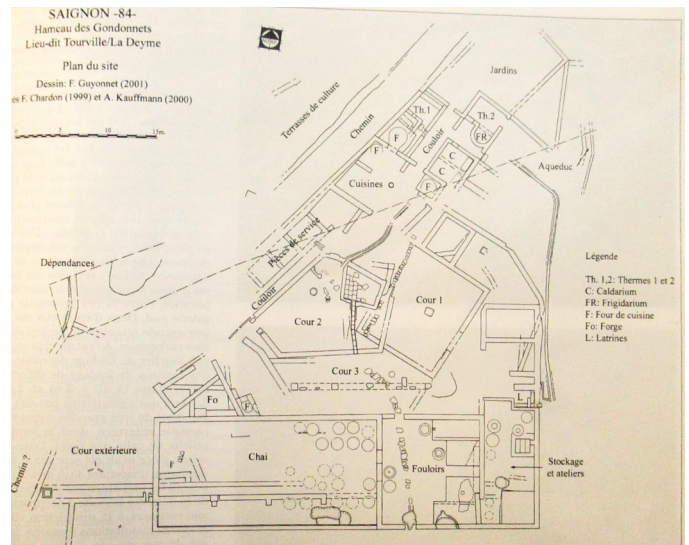 SAIGNON -84-
Hameau des Gondonnets
Lieu-dit Tourville/La Deyme
Plan du site
Dessin: F. Guyonnet (2001)
F. Chardon (1999) et A. Kauffmann (2000)
0 5 10 15m.
Terrasses de culture
Chemin
Jardins
Th.1
Th.2
F
F
Couloir
FR
C
C
F
Aqueduc
Cuisines
Pièces de service
Couloir
Dépendances
Cour 1
Cour 2
Cour 3
Légende
Th. 1,2: Thermes 1 et 2
C: Caldarium
FR: Frigidarium
F: Four de cuisine
Fo: Forge
L: Latrines
Fo
F
L
Cour extérieure
Chemin ?
Chai
Fouloirs
Stockage
et ateliers